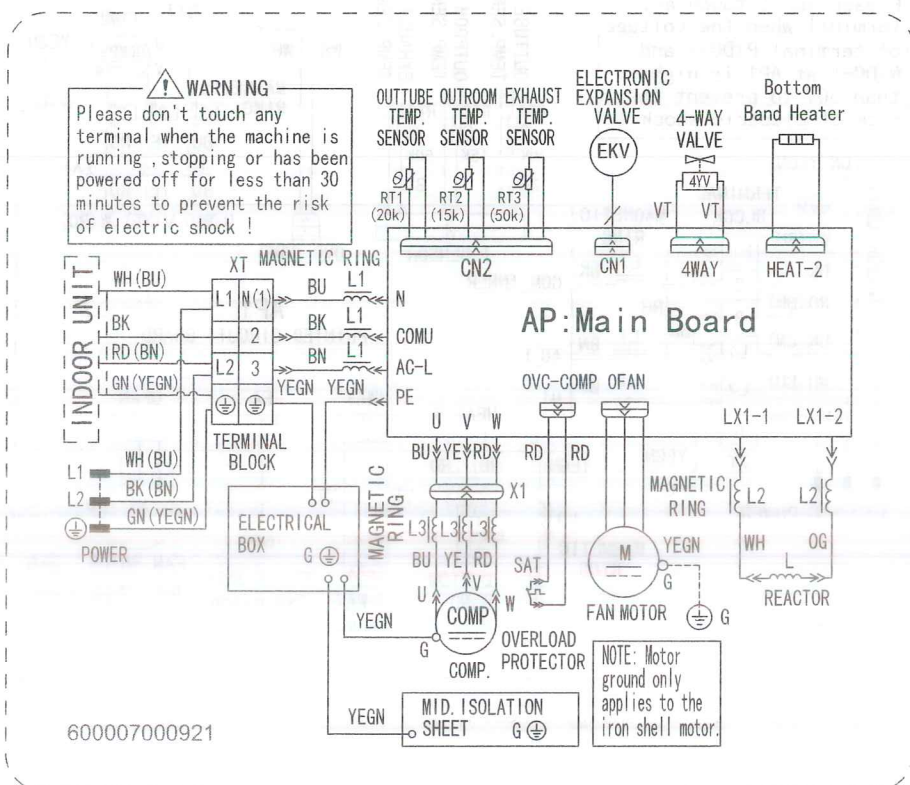 WARNING
Please don't touch any
terminal when the machine is
running ,stopping or has been
powered off for less than 30
minutes to prevent the risk
of electric shock !
OUTTUBE OUTROOM EXHAUST
TEMP. TEMP. TEMP.
SENSOR SENSOR SENSOR
RT1 RT2 RT3
(20k) (15k) (50k)
ELECTRONIC
EXPANSION
VALVE
EKV
4-WAY
VALVE
4YV
VT VT
Bottom
Band Heater
CN2 CN1 4WAY HEAT-2
AP:Main Board
INDOOR UNIT
WH(BU)
BK
RD(BN)
GN(YEGN)
XT
L1 N(1)
2
L2 3
TERMINAL
BLOCK
MAGNETIC RING
BU L1 N
BK L1 COMU
BN L1 AC-L
YEGN YEGN PE
OVC-COMP OFAN
LX1-1 LX1-2
U V W
BU YE RD
RD RD
X1
L1
L2
POWER
WH(BU)
BK(BN)
GN(YEGN)
ELECTRICAL
BOX
G
MAGNETIC
RING
L3 L3 L3
BU YE RD
U V W
COMP
COMP.
G
YEGN
SAT
OVERLOAD
PROTECTOR
M
FAN MOTOR
YEGN
G
G
MAGNETIC
RING
L2 L2
WH OG
L
REACTOR
NOTE: Motor
ground only
applies to the
iron shell motor.
YEGN
MID. ISOLATION
SHEET G
600007000921